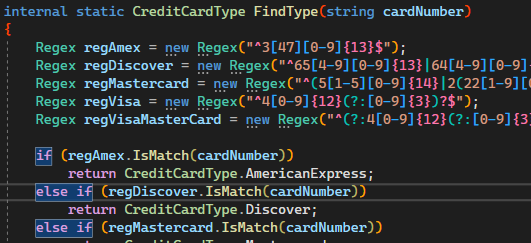 internal static CreditCardType FindType(string cardNumber)
{
Regex regAmex = new Regex("^3[47][0-9]{13}$");
Regex regDiscover = new Regex("^65[4-9][0-9]{13}|64[4-9][0-9]
Regex regMastercard = new Regex("^(5[1-5][0-9]{14}|2(22[1-9][0
Regex regVisa = new Regex("^4[0-9]{12}(?:[0-9]{3})?$");
Regex regVisaMasterCard = new Regex("^(?:4[0-9]{12}(?:[0-9]{3
if (regAmex.IsMatch(cardNumber))
return CreditCardType.AmericanExpress;
else if (regDiscover.IsMatch(cardNumber))
return CreditCardType.Discover;
else if (regMastercard.IsMatch(cardNumber))